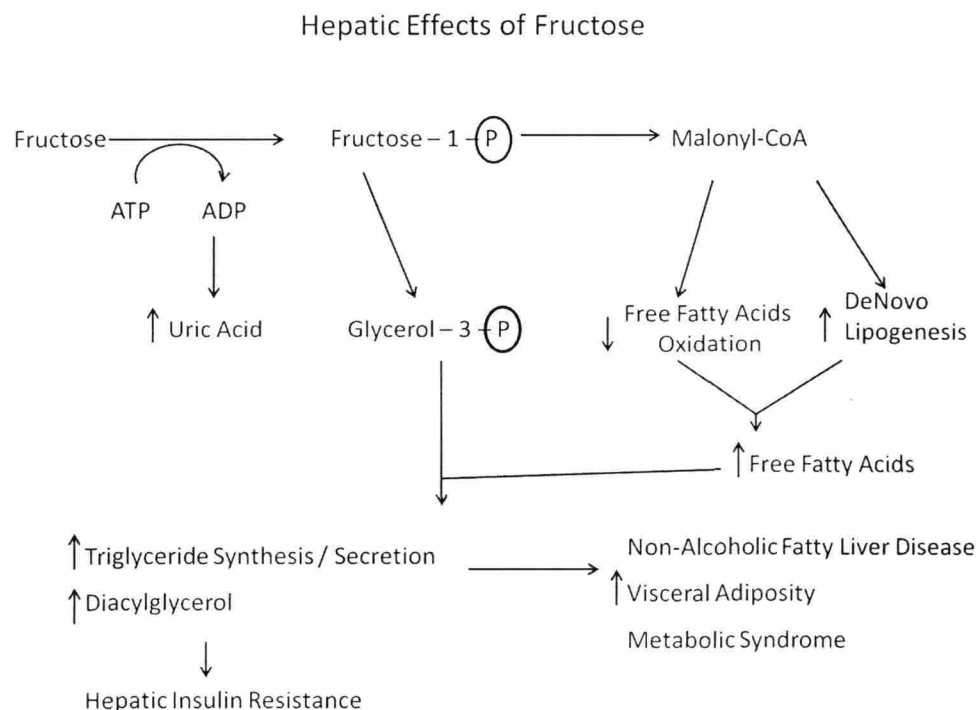 Hepatic Effects of Fructose
Fructose
Fructose – 1 – P
Malonyl-CoA
ATP
ADP
↑ Uric Acid
Glycerol – 3 – P
↓ Free Fatty Acids
Oxidation
↑ DeNovo
Lipogenesis
↑ Free Fatty Acids
↑ Triglyceride Synthesis / Secretion
↑ Diacylglycerol
Hepatic Insulin Resistance
Non-Alcoholic Fatty Liver Disease
↑ Visceral Adiposity
Metabolic Syndrome